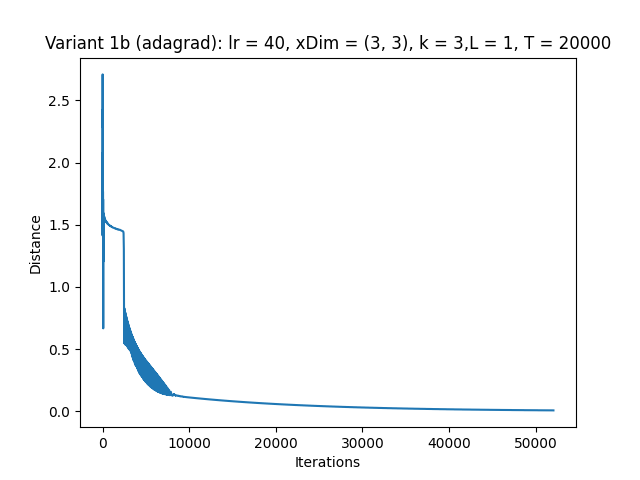 Variant 1b (adagrad): lr = 40, xDim = (3, 3), k = 3,L = 1, T = 20000
2.5
2.0
1.5
1.0
0.5
0.0
Distance
0 10000 20000 30000 40000 50000
Iterations